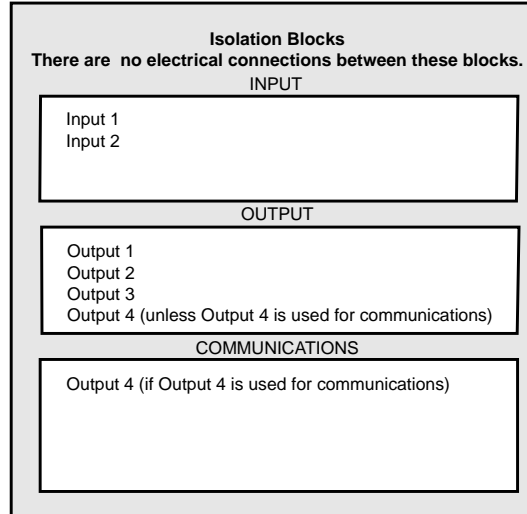 Isolation Blocks
There are no electrical connections between these blocks.
INPUT
Input 1
Input 2
OUTPUT
Output 1
Output 2
Output 3
Output 4 (unless Output 4 is used for communications)
COMMUNICATIONS
Output 4 (if Output 4 is used for communications)